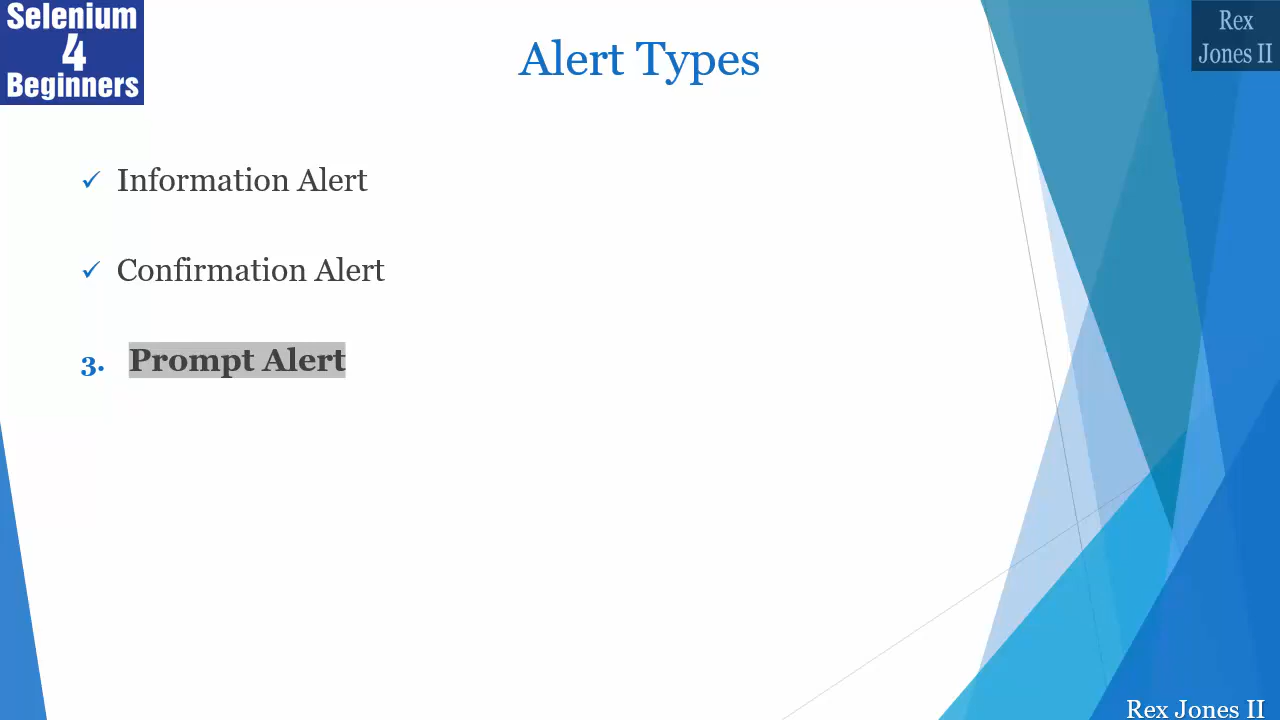 Selenium
4
Beginners
Alert Types
Rex
Jones II
✓ Information Alert
✓ Confirmation Alert
3. Prompt Alert
Rex Jones II